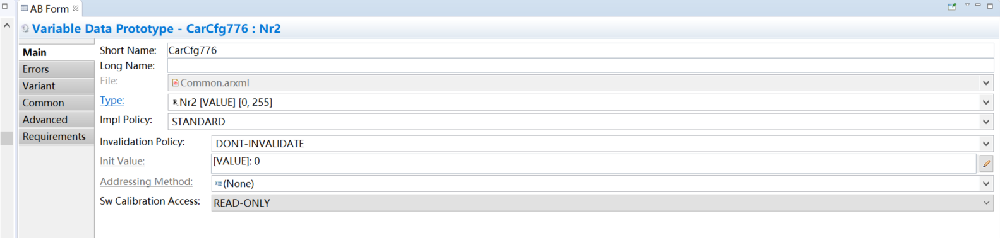 AB Form
Variable Data Prototype - CarCfg776 : Nr2
Main
Errors
Variant
Common
Advanced
Requirements
Short Name: CarCfg776
Long Name:
File: Common.arxml
Type: Nr2 [VALUE] [0, 255]
Impl Policy: STANDARD
Invalidation Policy: DONT-INVALIDATE
Init Value: [VALUE]: 0
Addressing Method: (None)
Sw Calibration Access: READ-ONLY